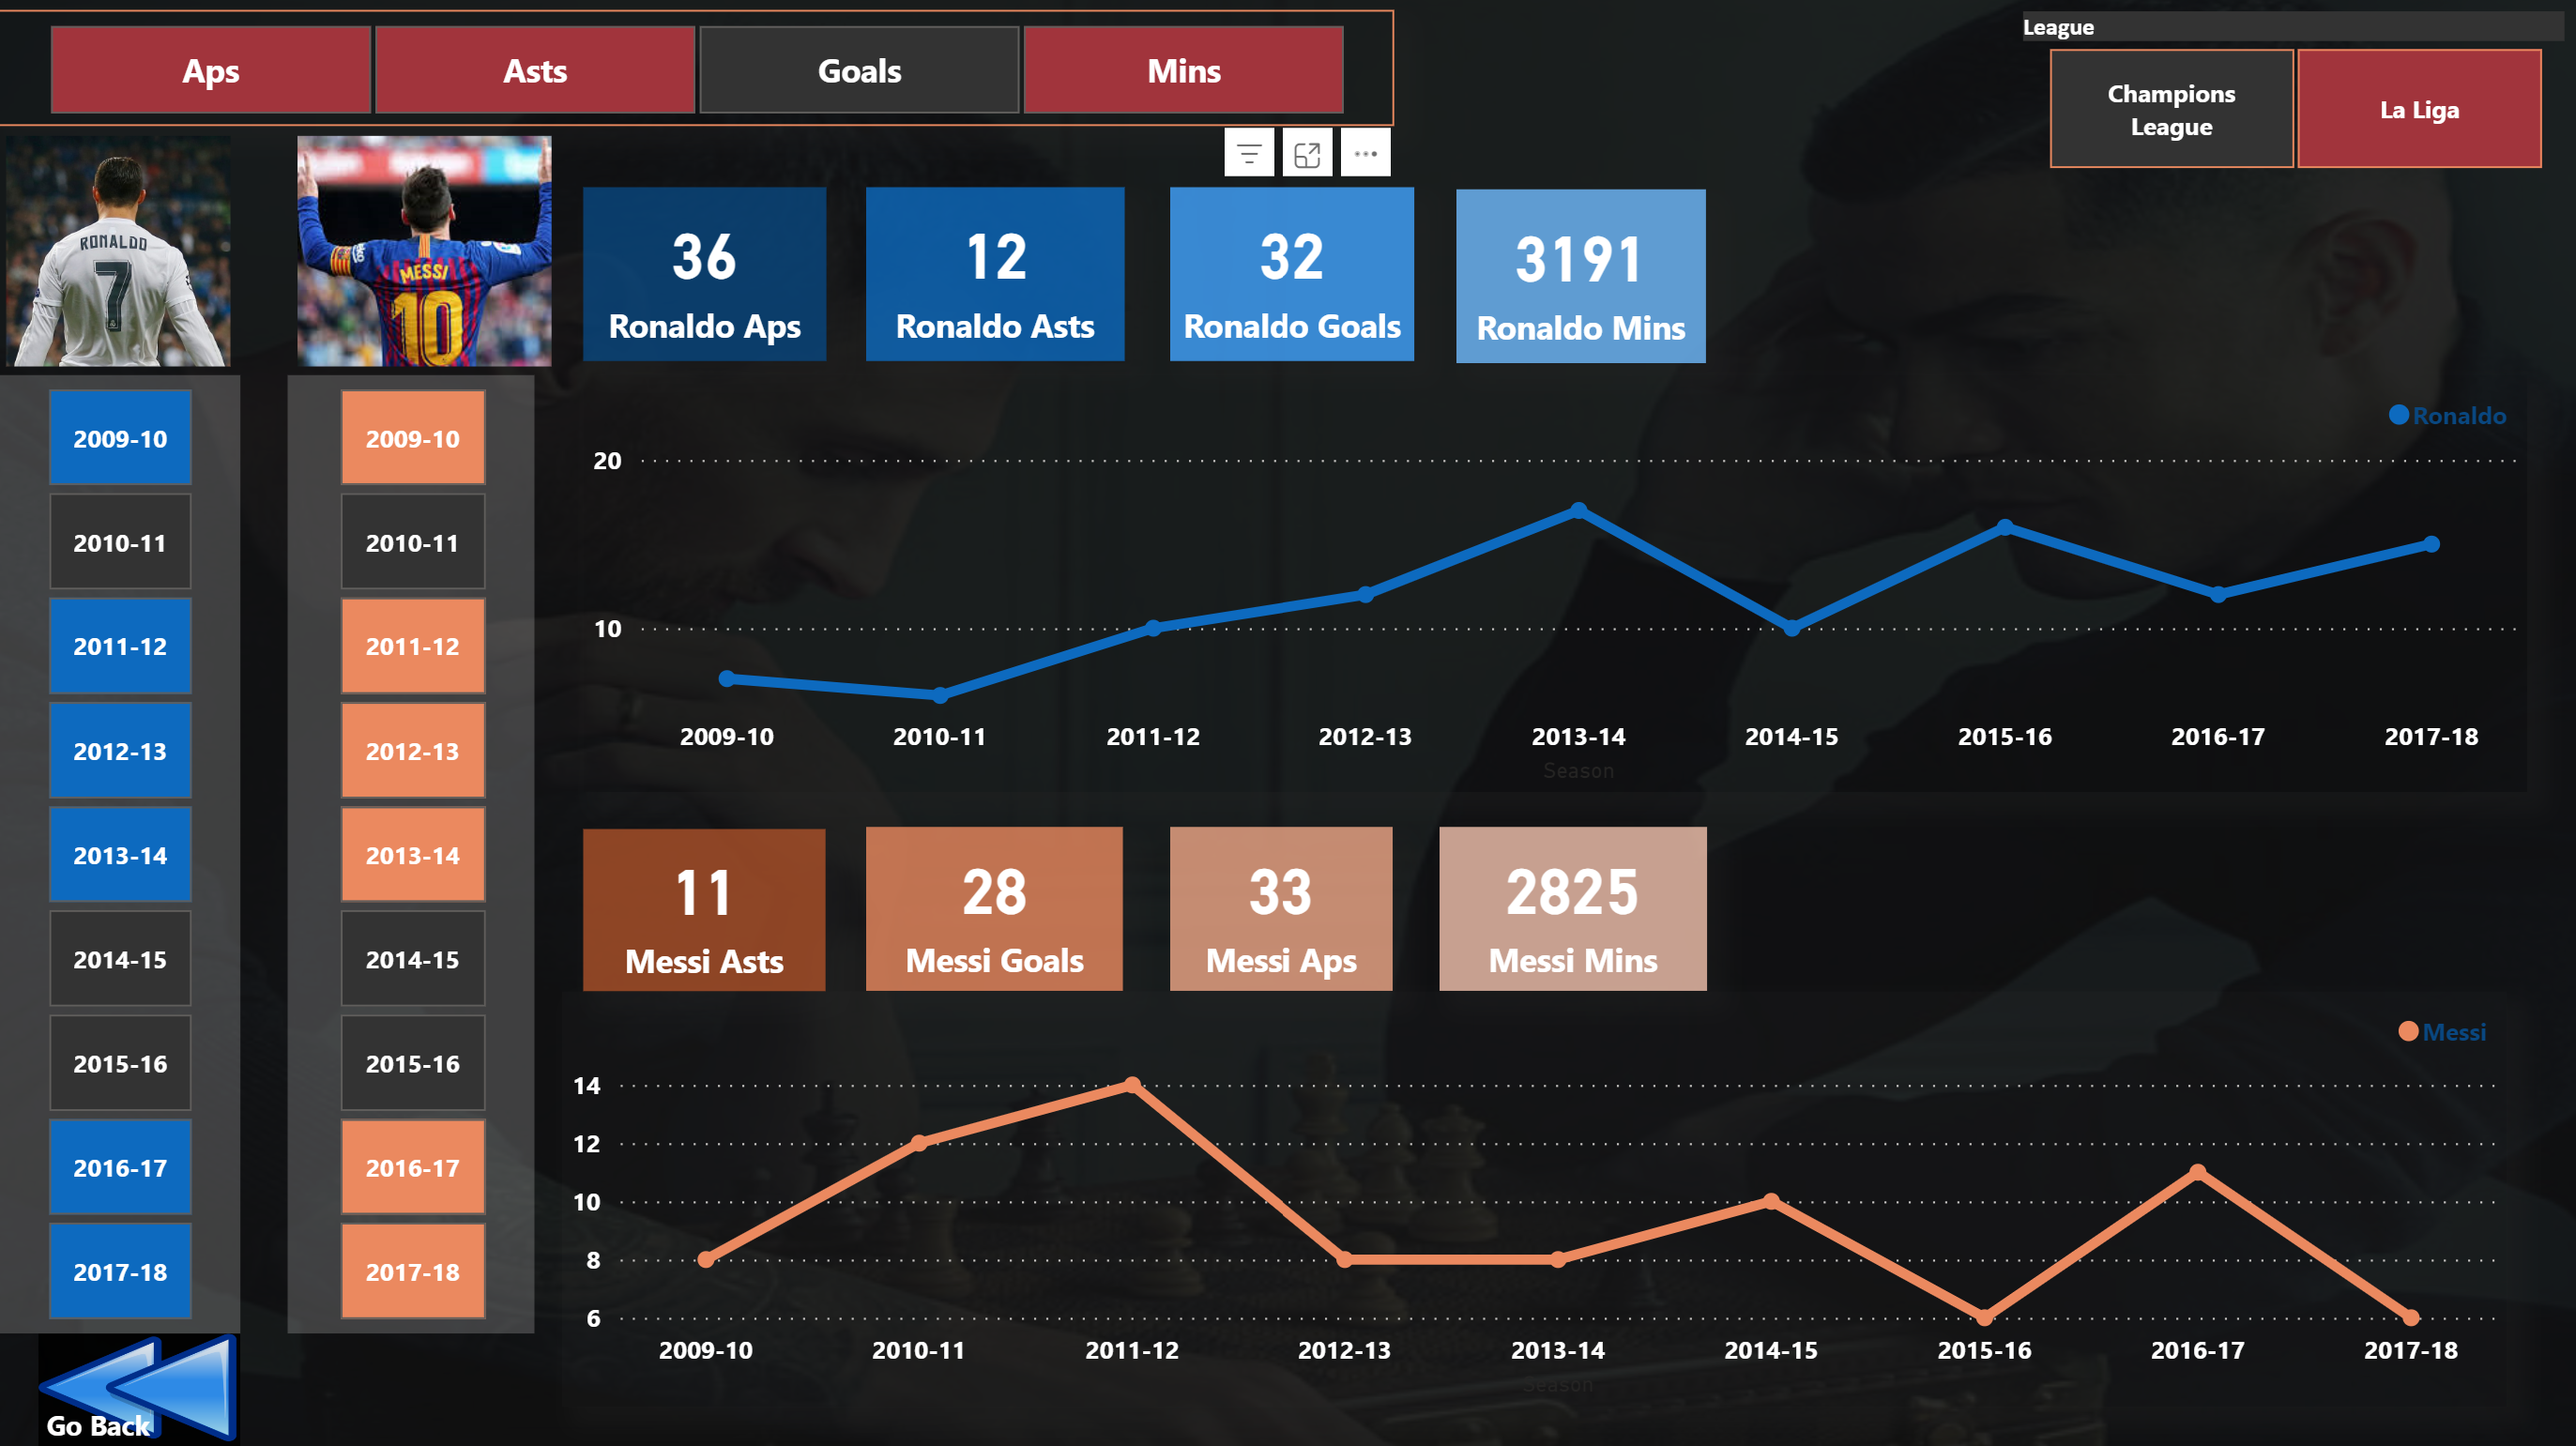 Aps
Asts
Goals
Mins
League
Champions
League
La Liga
RONALDO
7
MESSI
10
36
Ronaldo Aps
12
Ronaldo Asts
32
Ronaldo Goals
3191
Ronaldo Mins
2009-10
2010-11
2011-12
2012-13
2013-14
2014-15
2015-16
2016-17
2017-18
2009-10
2010-11
2011-12
2012-13
2013-14
2014-15
2015-16
2016-17
2017-18
Ronaldo
20
10
2009-10
2010-11
2011-12
2012-13
2013-14
2014-15
2015-16
2016-17
2017-18
Season
11
Messi Asts
28
Messi Goals
33
Messi Aps
2825
Messi Mins
Messi
14
12
10
8
6
2009-10
2010-11
2011-12
2012-13
2013-14
2014-15
2015-16
2016-17
2017-18
Season
Go Back